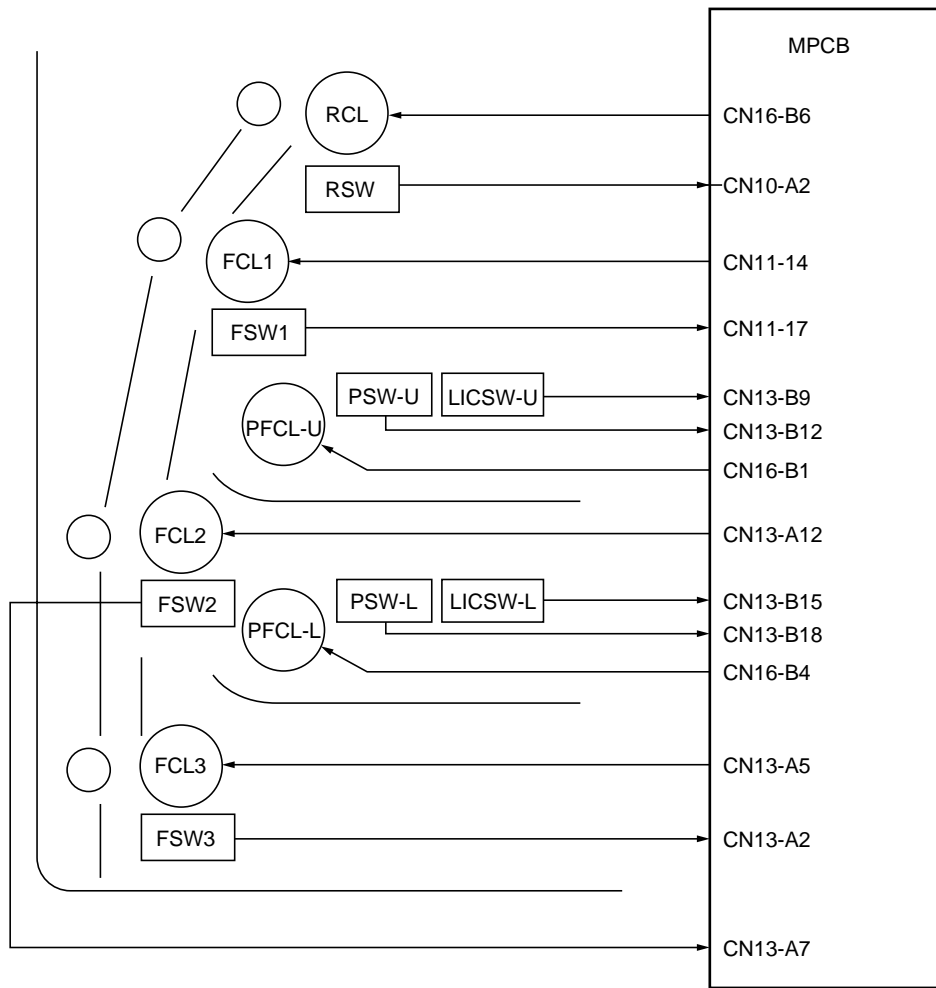 MPCB
RCL
CN16-B6
RSW
CN10-A2
FCL1
CN11-14
FSW1
CN11-17
PSW-U
LICSW-U
CN13-B9
PFCL-U
CN13-B12
CN16-B1
FCL2
CN13-A12
FSW2
PSW-L
LICSW-L
CN13-B15
PFCL-L
CN13-B18
CN16-B4
FCL3
CN13-A5
FSW3
CN13-A2
CN13-A7